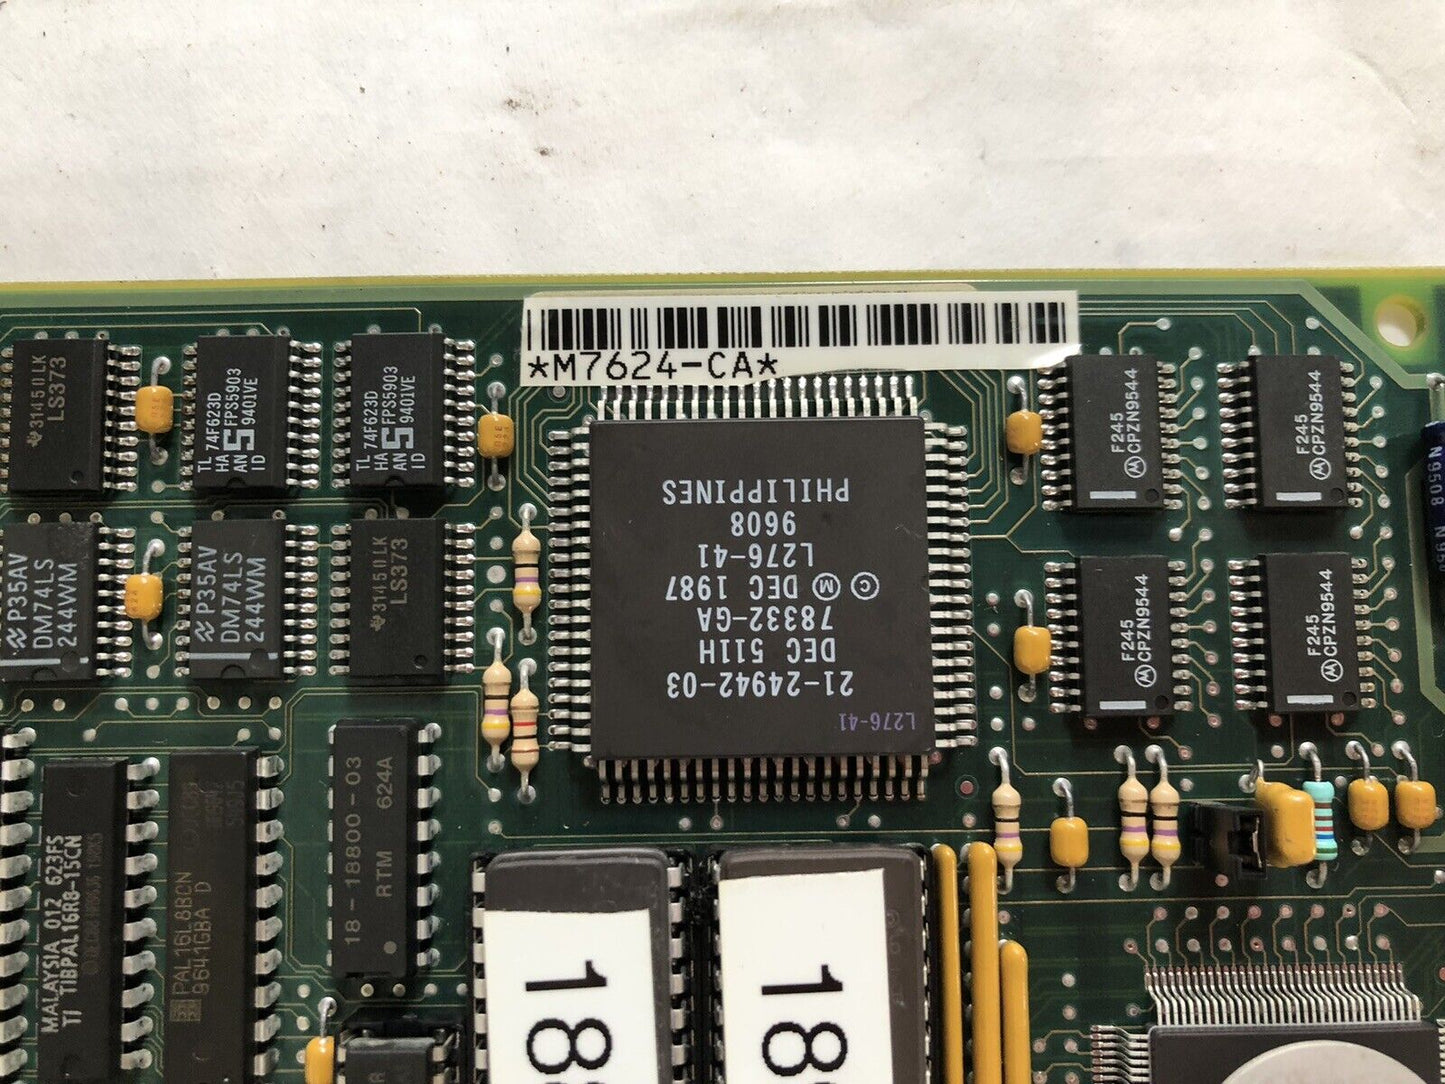 *M7624-CA*
LS373
31450LK
TL 74F623D
HA FPS5903
AN S 9401VE
ID
TL 74F623D
HA FPS5903
AN S 9401VE
ID
F245
CPZN9544
F245
CPZN9544
N9508
21-24942-03
DEC 511H
78332-GA
© M DEC 1987
L276-41
9608
PHILIPPINES
L276-41
P35AV
DM74LS
244WM
P35AV
DM74LS
244WM
31450LK
LS373
F245
CPZN9544
F245
CPZN9544
MALAYSIA 012 623FS
TI TIBPAL16R8-15CN
PAL16L8BCN
9641GBA D
18-18800-03
RTM 624A
18
18